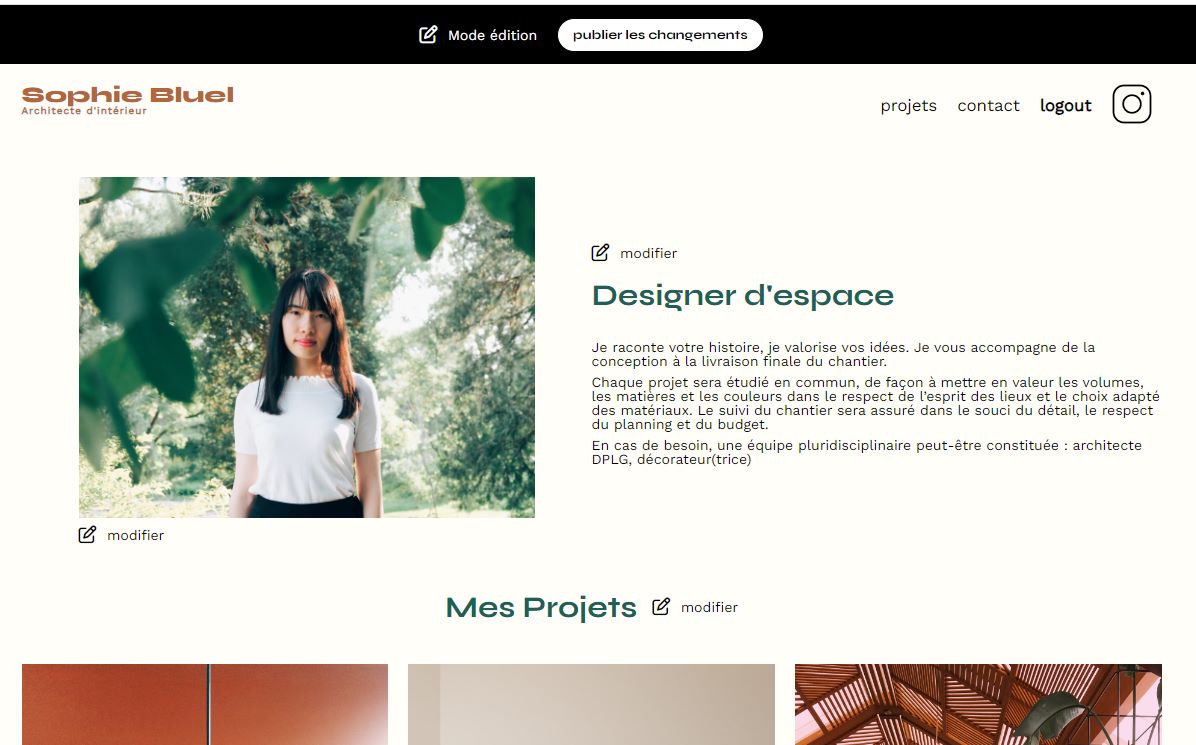 Mode édition publier les changements
Sophie Bluel
Architecte d'intérieur
projets contact logout
modifier
Designer d'espace
Je raconte votre histoire, je valorise vos idées. Je vous accompagne de la
conception à la livraison finale du chantier.
Chaque projet sera étudié en commun, de façon à mettre en valeur les volumes,
les matières et les couleurs dans le respect de l’esprit des lieux et le choix adapté
des matériaux. Le suivi du chantier sera assuré dans le souci du détail, le respect
du planning et du budget.
En cas de besoin, une équipe pluridisciplinaire peut-être constituée : architecte
DPLG, décorateur(trice)
modifier
Mes Projets modifier